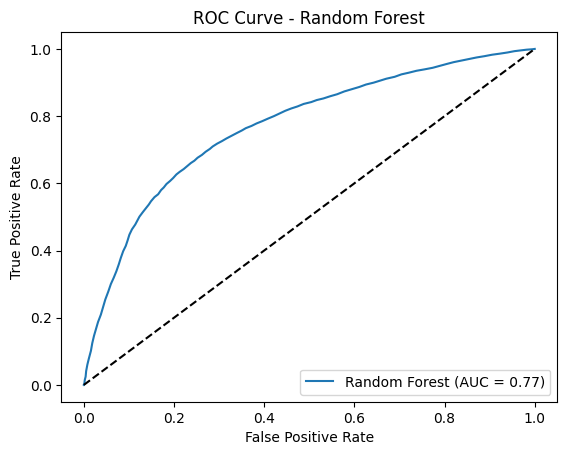 ROC Curve - Random Forest
True Positive Rate
1.0
0.8
0.6
0.4
0.2
0.0
Random Forest (AUC = 0.77)
0.0 0.2 0.4 0.6 0.8 1.0
False Positive Rate